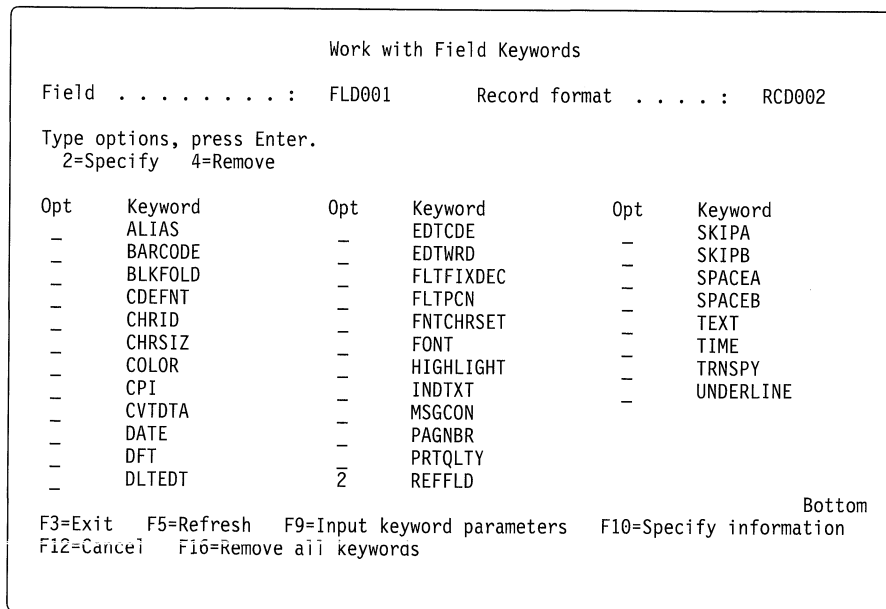 Work with Field Keywords
Field . . . . . . . . : FLD001 Record format . . . . : RCD002
Type options, press Enter.
2=Specify 4=Remove
Opt Keyword Opt Keyword Opt Keyword
_ ALIAS _ EDTCDE _ SKIPA
_ BARCODE _ EDTWRD _ SKIPB
_ BLKFOLD _ FLTFIXDEC _ SPACEA
_ CDEFNT _ FLTPCN _ SPACEB
_ CHRID _ FNTCHRSET _ TEXT
_ CHRSIZ _ FONT _ TIME
_ COLOR _ HIGHLIGHT _ TRNSPY
_ CPI _ INDTXT _ UNDERLINE
_ CVTDTA _ MSGCON
_ DATE _ PAGNBR
_ DFT _ PRTQLTY
_ DLTEDT 2 REFFLD
Bottom
F3=Exit F5=Refresh F9=Input keyword parameters F10=Specify information
F12=Cancel F16=Remove all keywords